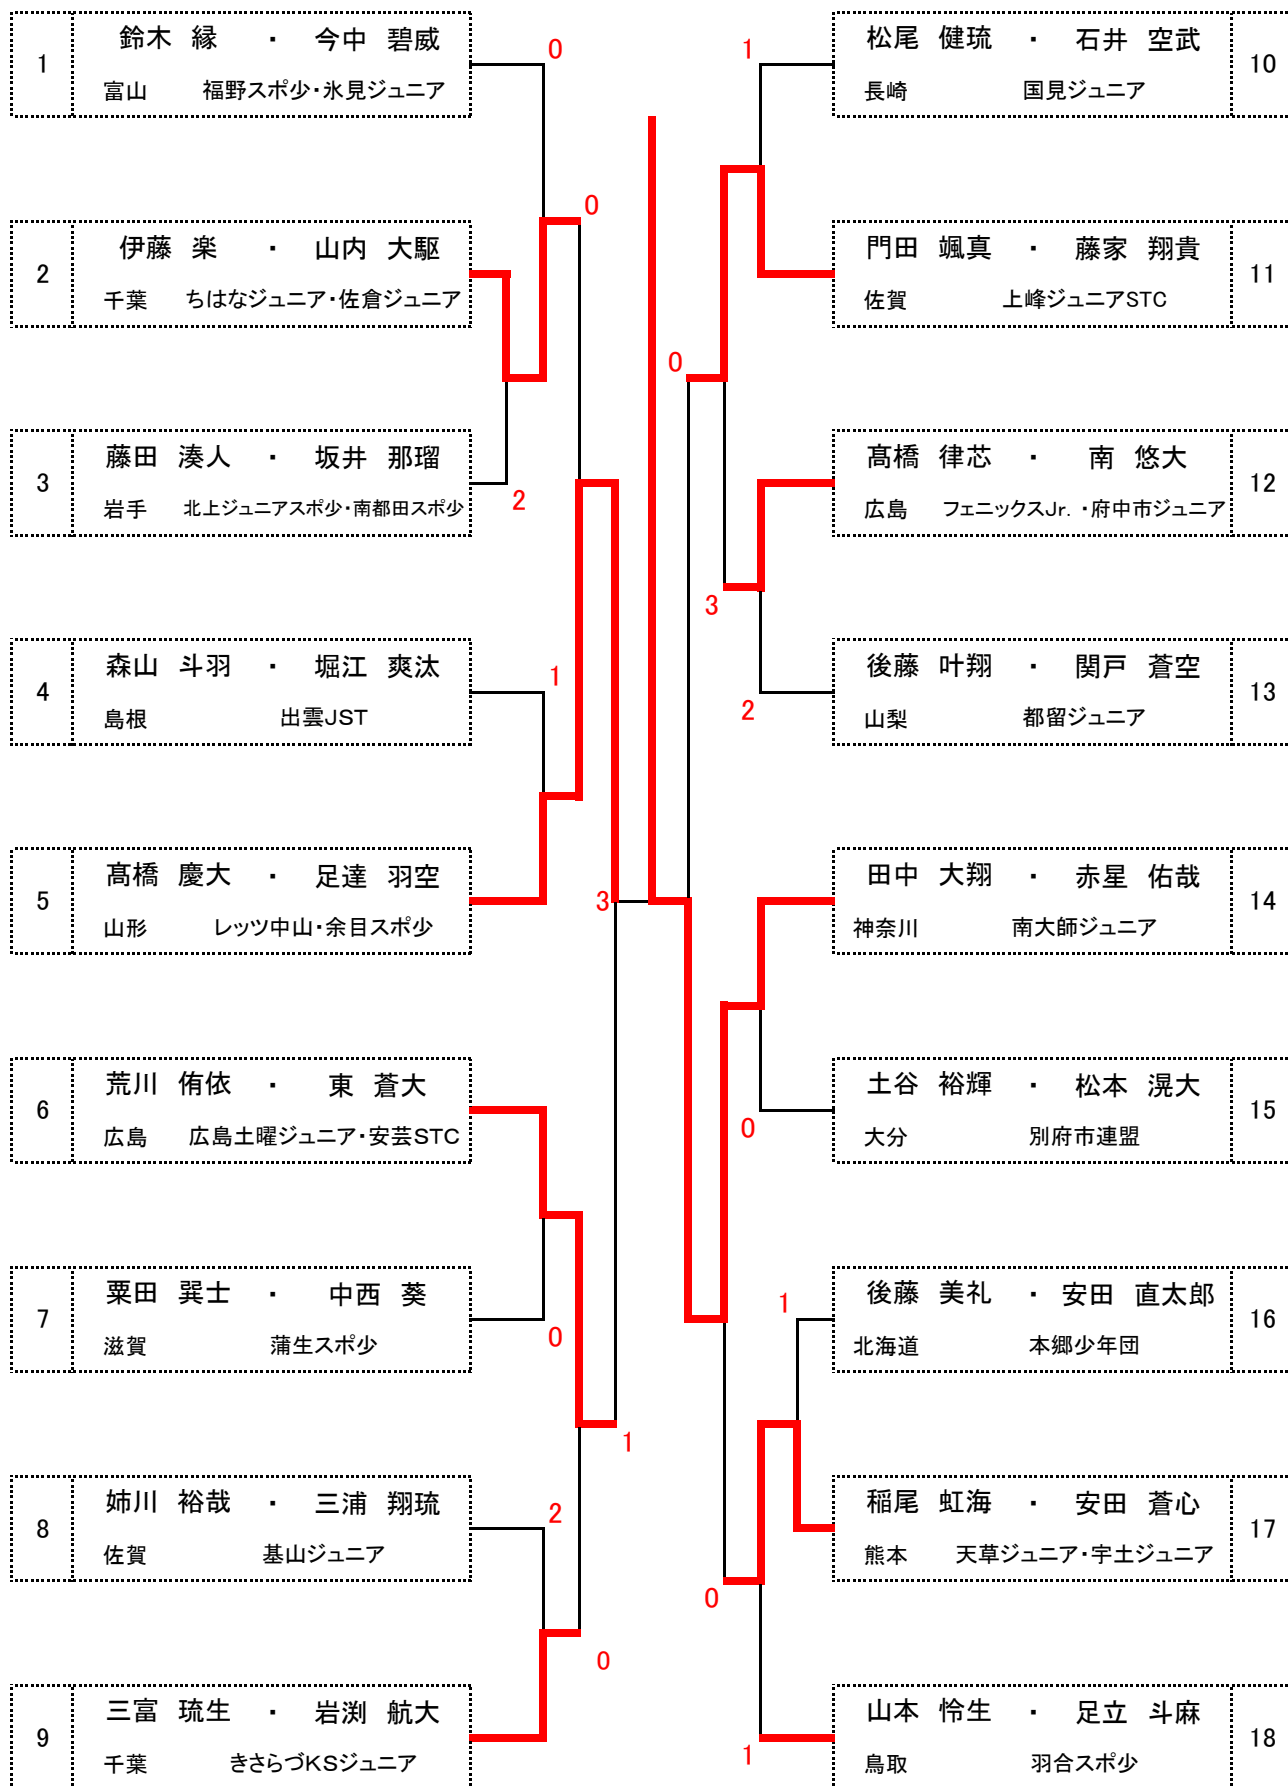 1
鈴木 縁 ・ 今中 碧威
富山 福野スポ少・氷見ジュニア
0
0
2
伊藤 楽 ・ 山内 大駆
千葉 ちはなジュニア・佐倉ジュニア
3
藤田 湊人 ・ 坂井 那瑠
岩手 北上ジュニアスポ少・南都田スポ少
2
4
森山 斗羽 ・ 堀江 爽汰
島根 出雲JST
1
5
髙橋 慶大 ・ 足達 羽空
山形 レッツ中山・余目スポ少
3
6
荒川 侑依 ・ 東 蒼大
広島 広島土曜ジュニア・安芸STC
7
粟田 巽士 ・ 中西 葵
滋賀 蒲生スポ少
0
1
8
姉川 裕哉 ・ 三浦 翔琉
佐賀 基山ジュニア
2
0
9
三富 琉生 ・ 岩渕 航大
千葉 きさらづKSジュニア
1
松尾 健琉 ・ 石井 空武
長崎 国見ジュニア
10
門田 颯真 ・ 藤家 翔貴
佐賀 上峰ジュニアSTC
11
0
髙橋 律芯 ・ 南 悠大
広島 フェニックスJr. ・府中市ジュニア
12
3
後藤 叶翔 ・ 関戸 蒼空
山梨 都留ジュニア
13
2
田中 大翔 ・ 赤星 佑哉
神奈川 南大師ジュニア
14
土谷 裕輝 ・ 松本 滉大
大分 別府市連盟
15
0
後藤 美礼 ・ 安田 直太郎
北海道 本郷少年団
16
1
稲尾 虹海 ・ 安田 蒼心
熊本 天草ジュニア・宇土ジュニア
17
0
山本 怜生 ・ 足立 斗麻
鳥取 羽合スポ少
18
1